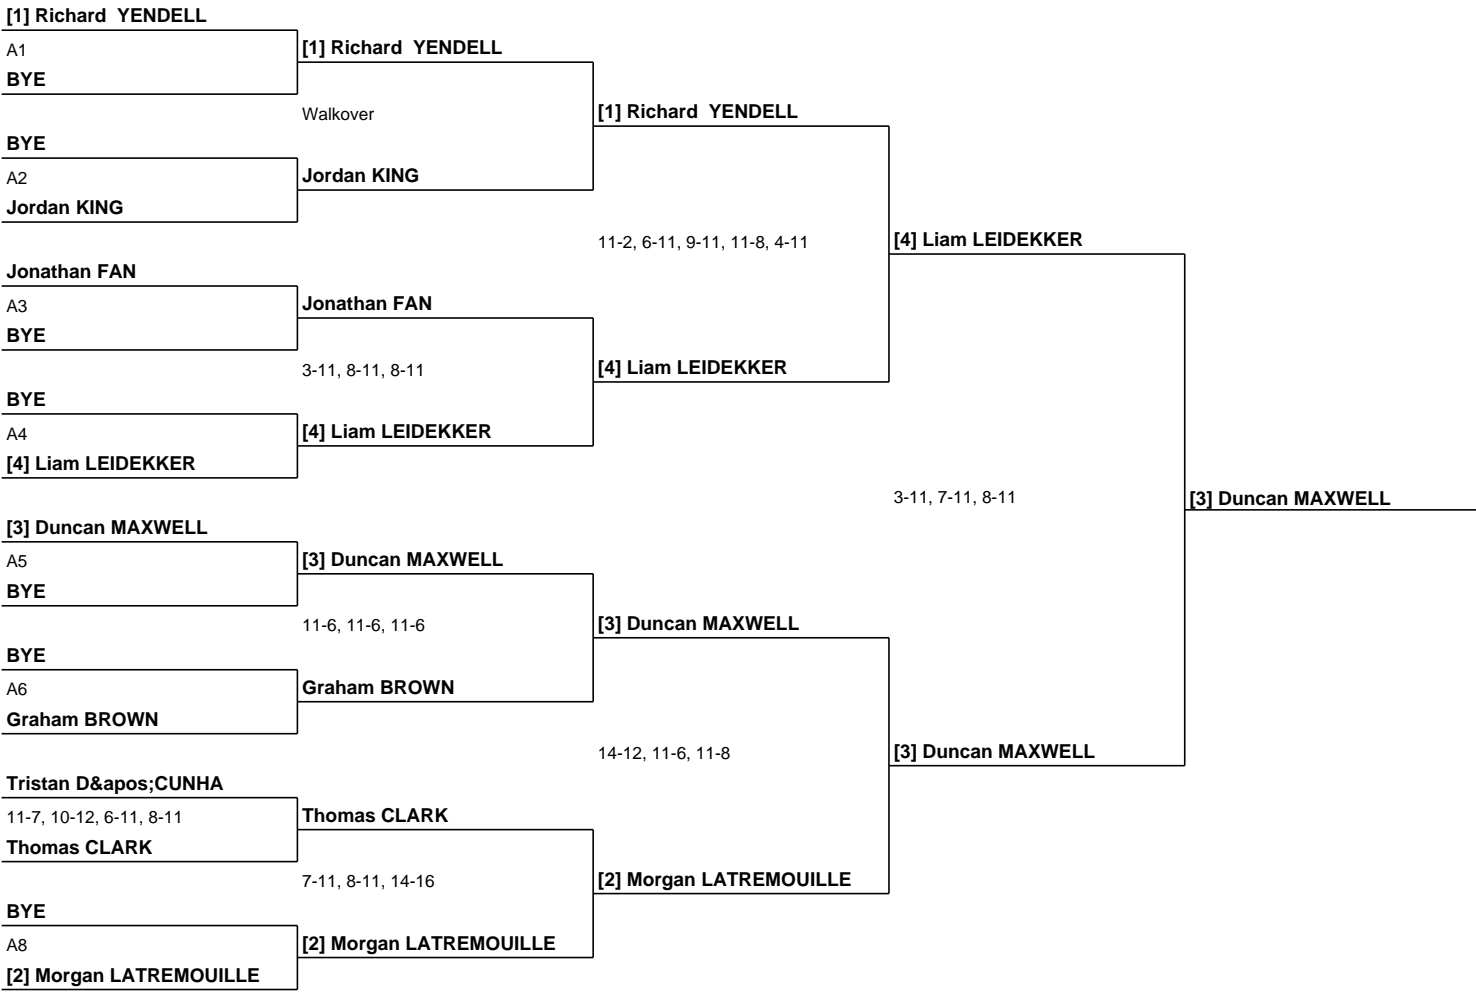 [1] Richard  YENDELL
A1
BYE
[1] Richard  YENDELL
Walkover
BYE
A2
Jordan KING
Jordan KING
[1] Richard  YENDELL
11-2, 6-11, 9-11, 11-8, 4-11
Jonathan FAN
A3
BYE
Jonathan FAN
3-11, 8-11, 8-11
BYE
A4
[4] Liam LEIDEKKER
[4] Liam LEIDEKKER
[4] Liam LEIDEKKER
[4] Liam LEIDEKKER
3-11, 7-11, 8-11
[3] Duncan MAXWELL
[3] Duncan MAXWELL
A5
BYE
[3] Duncan MAXWELL
11-6, 11-6, 11-6
BYE
A6
Graham BROWN
Graham BROWN
[3] Duncan MAXWELL
14-12, 11-6, 11-8
[3] Duncan MAXWELL
Tristan D&apos;CUNHA
11-7, 10-12, 6-11, 8-11
Thomas CLARK
Thomas CLARK
7-11, 8-11, 14-16
[2] Morgan LATREMOUILLE
BYE
A8
[2] Morgan LATREMOUILLE
[2] Morgan LATREMOUILLE